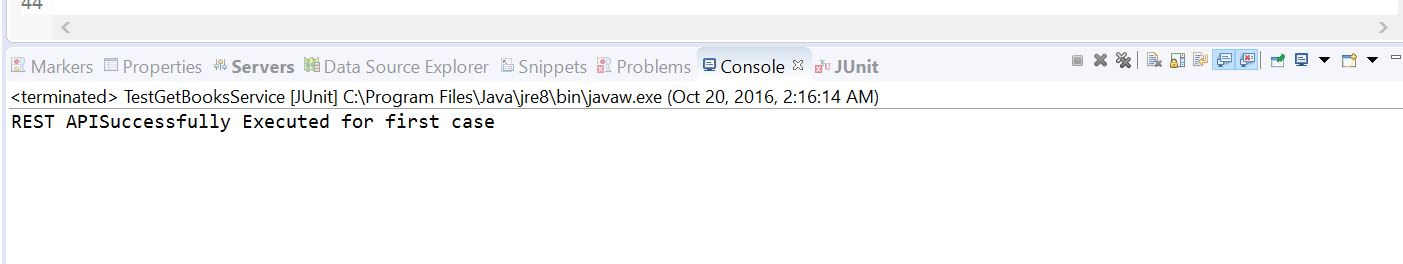 44
Markers Properties Servers Data Source Explorer Snippets Problems Console JUnit
<terminated> TestGetBooksService [JUnit] C:\Program Files\Java\jre8\bin\javaw.exe (Oct 20, 2016, 2:16:14 AM)
REST APISuccessfully Executed for first case